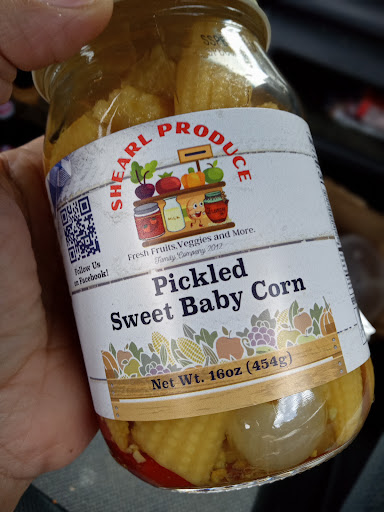 SHEARL PRODUCE
Fresh Fruits,Veggies and More.
Family Company 2012
Follow Us
on Facebook!
Pickled
Sweet Baby Corn
Net Wt. 16oz (454g)